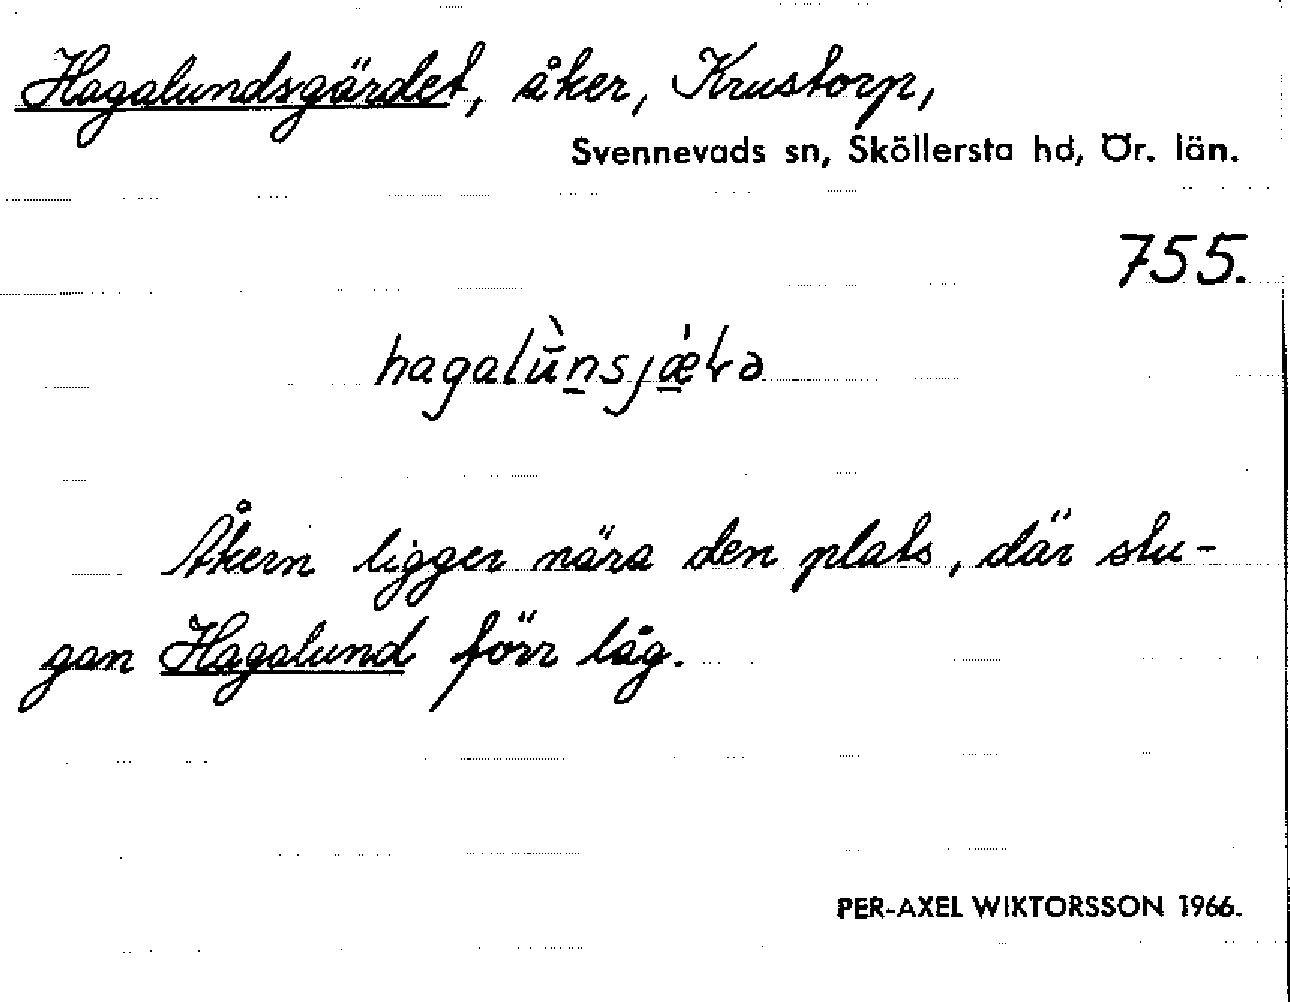 Hagalundsgärdet, åker, Krustorp,
Svennevads sn, Sköllersta hd, Ör. län.
755.
Åkern ligger nära den plats, där stu-
gan Hagalund förr låg.
PER-AXEL WIKTORSSON 1966.